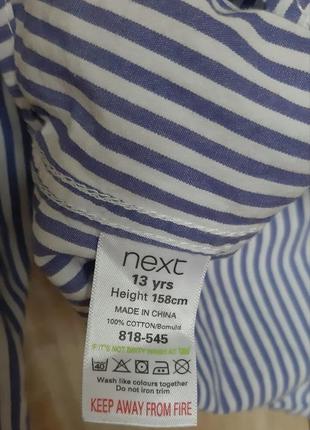 next
13 yrs
Height 158cm
MADE IN CHINA
100% COTTON/Bomuld
818-545
IF IT'S NOT DIRTY WASH AT 30°
40
Wash like colours together
Do not iron trim
KEEP AWAY FROM FIRE